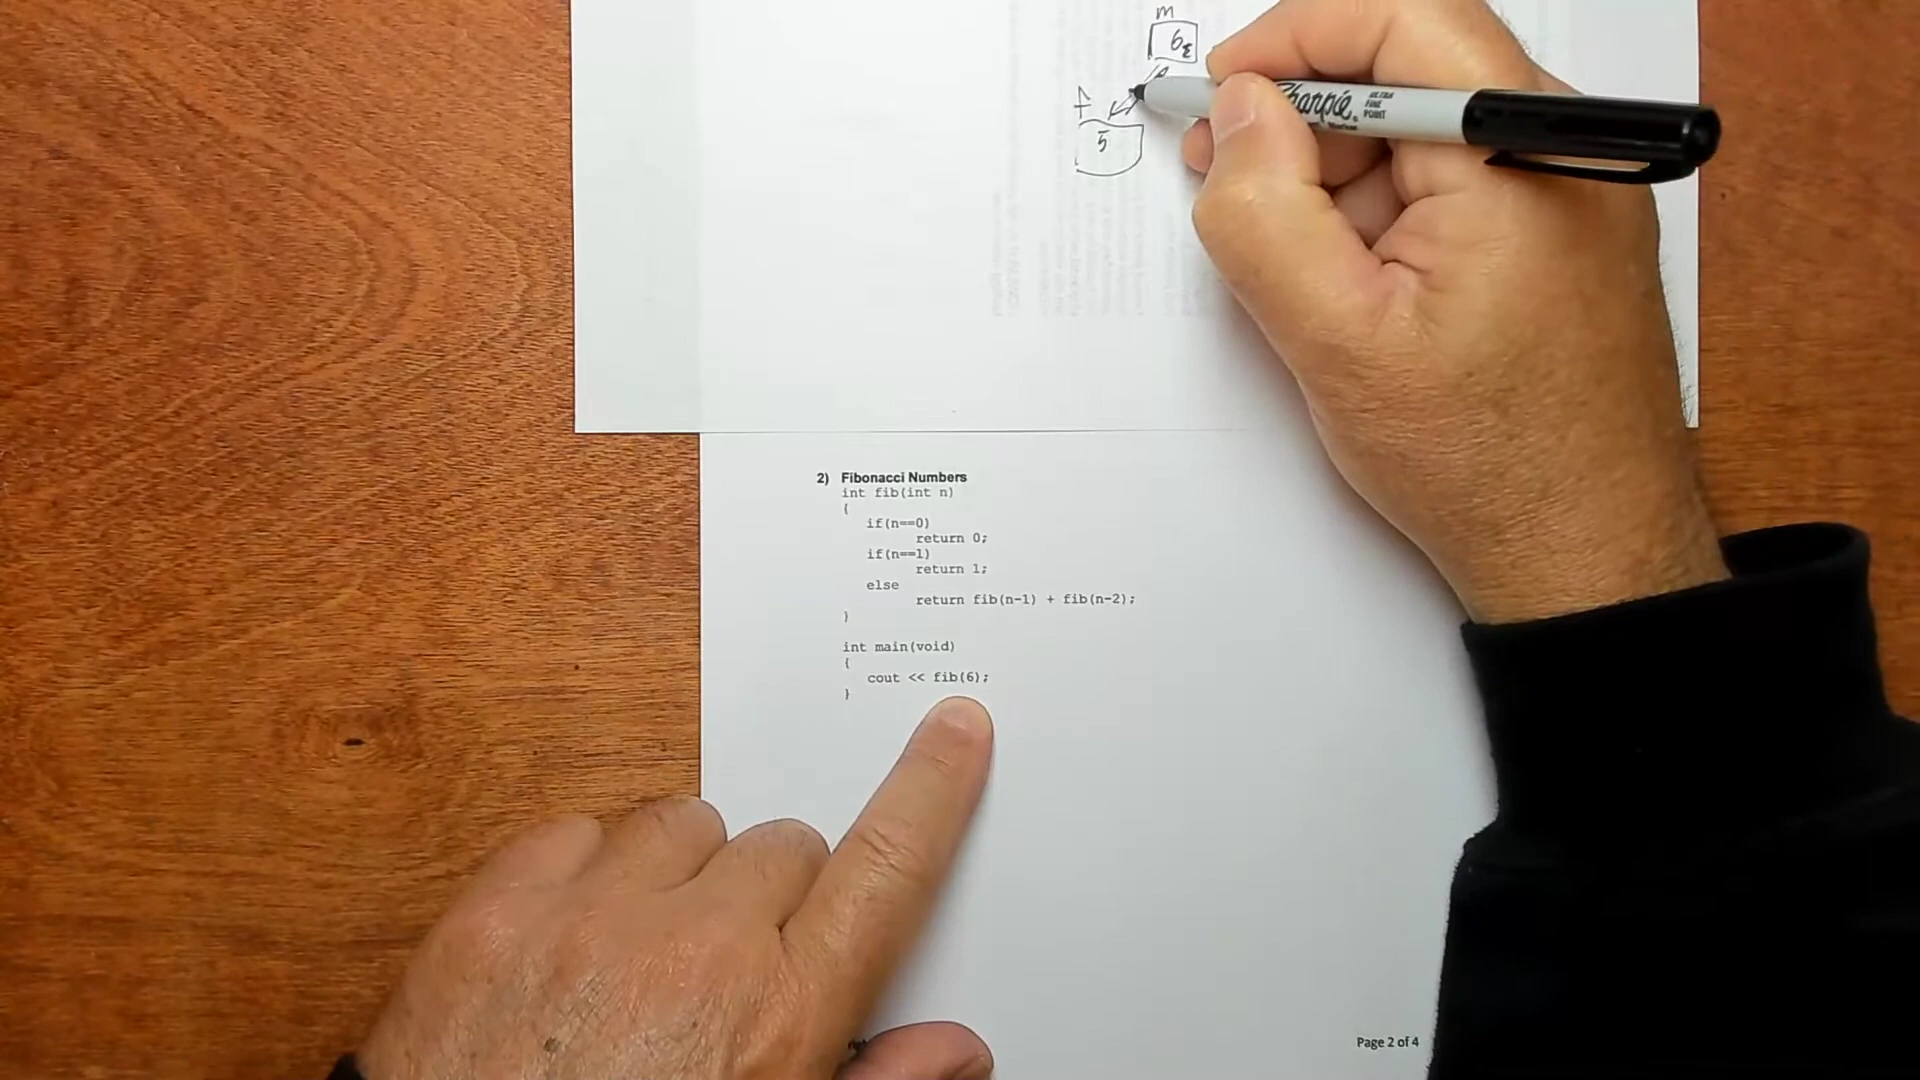 m
6
f
5
Sharpie
ULTRA
FINE
POINT
2) Fibonacci Numbers
int fib(int n)
{
if(n==0)
return 0;
if(n==1)
return 1;
else
return fib(n-1) + fib(n-2);
}
int main(void)
{
cout << fib(6);
}
Page 2 of 4